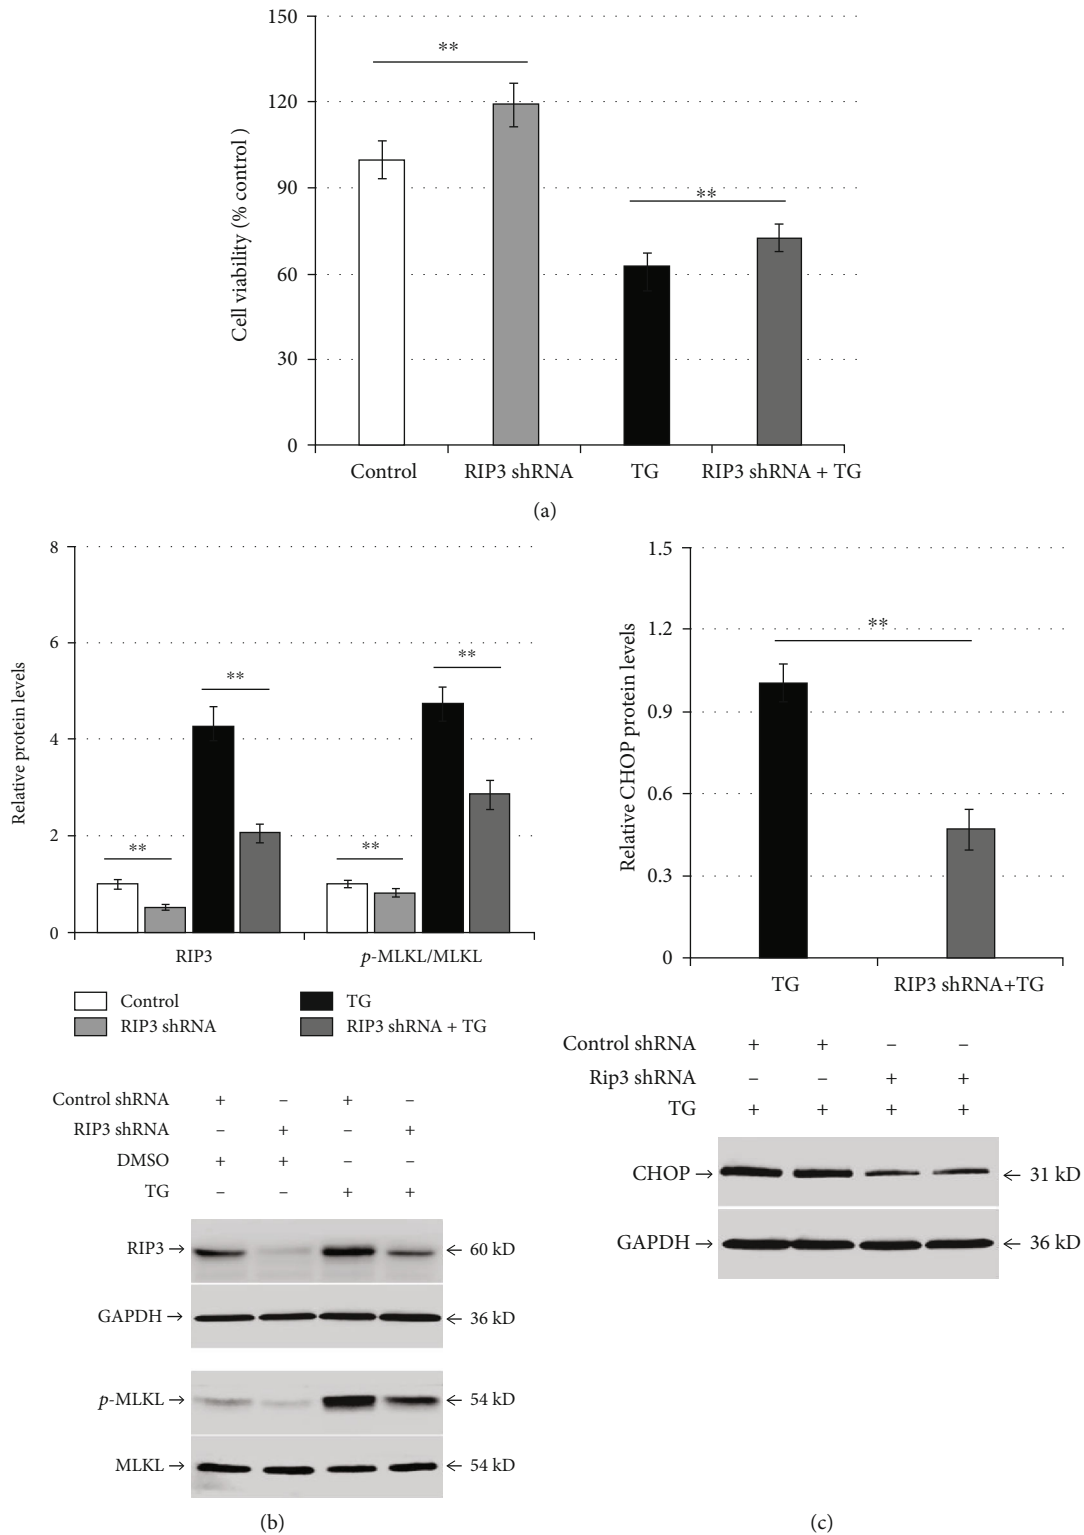 150
120
90
60
30
0
Cell viability (% control )
**
**
Control RIP3 shRNA TG RIP3 shRNA + TG
(a)
8
6
4
2
0
Relative protein levels
**
**
**
**
RIP3 p-MLKL/MLKL
Control TG
RIP3 shRNA RIP3 shRNA + TG
Control shRNA + – + –
RIP3 shRNA – + – +
DMSO + + – –
TG – – + +
RIP3 → ← 60 kD
GAPDH → ← 36 kD
p-MLKL → ← 54 kD
MLKL → ← 54 kD
(b)
1.5
1.2
0.9
0.6
0.3
0
Relative CHOP protein levels
**
TG RIP3 shRNA+TG
Control shRNA + + – –
Rip3 shRNA – – + +
TG + + + +
CHOP → ← 31 kD
GAPDH → ← 36 kD
(c)